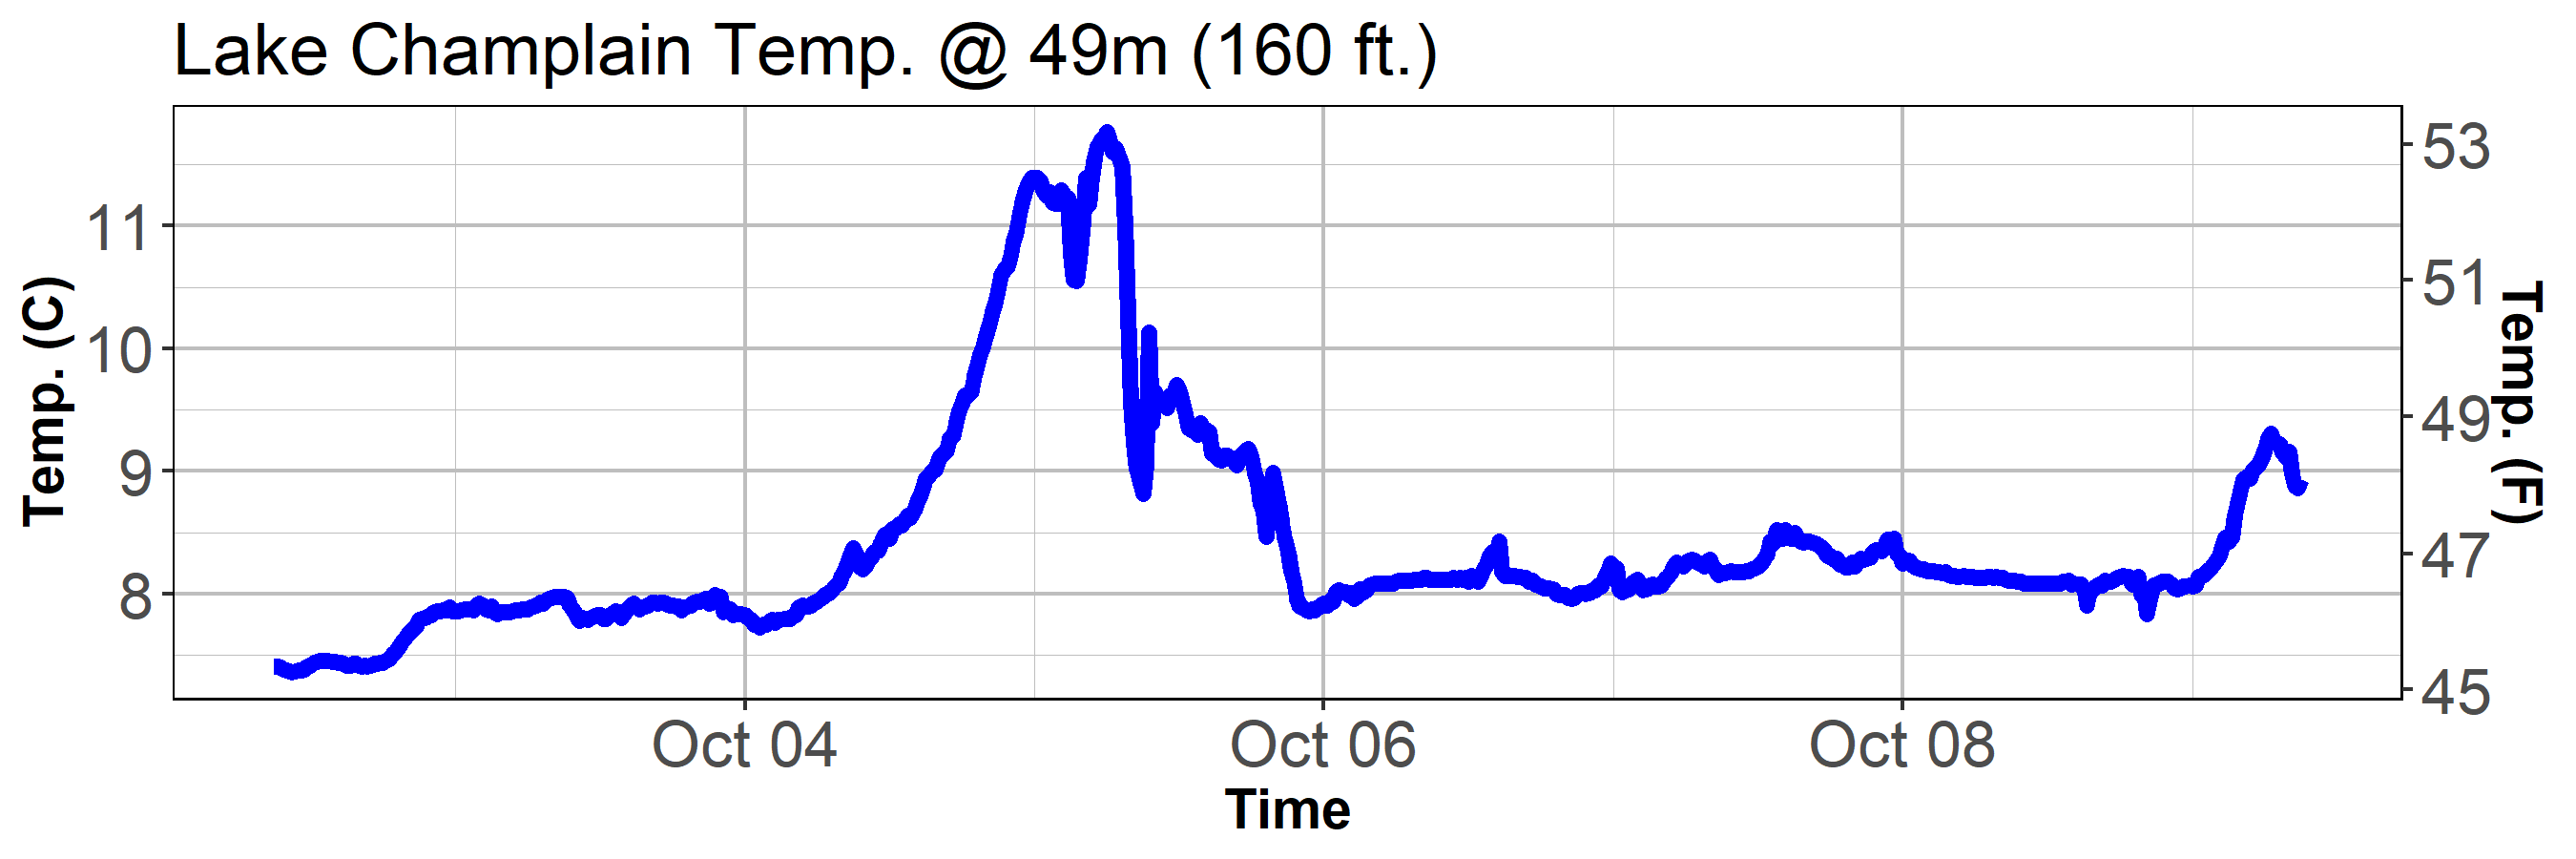 Lake Champlain Temp. @ 49m (160 ft.)
Temp. (C)
11
10
9
8
53
51
49
47
45
Temp. (F)
Oct 04
Oct 06
Oct 08
Time